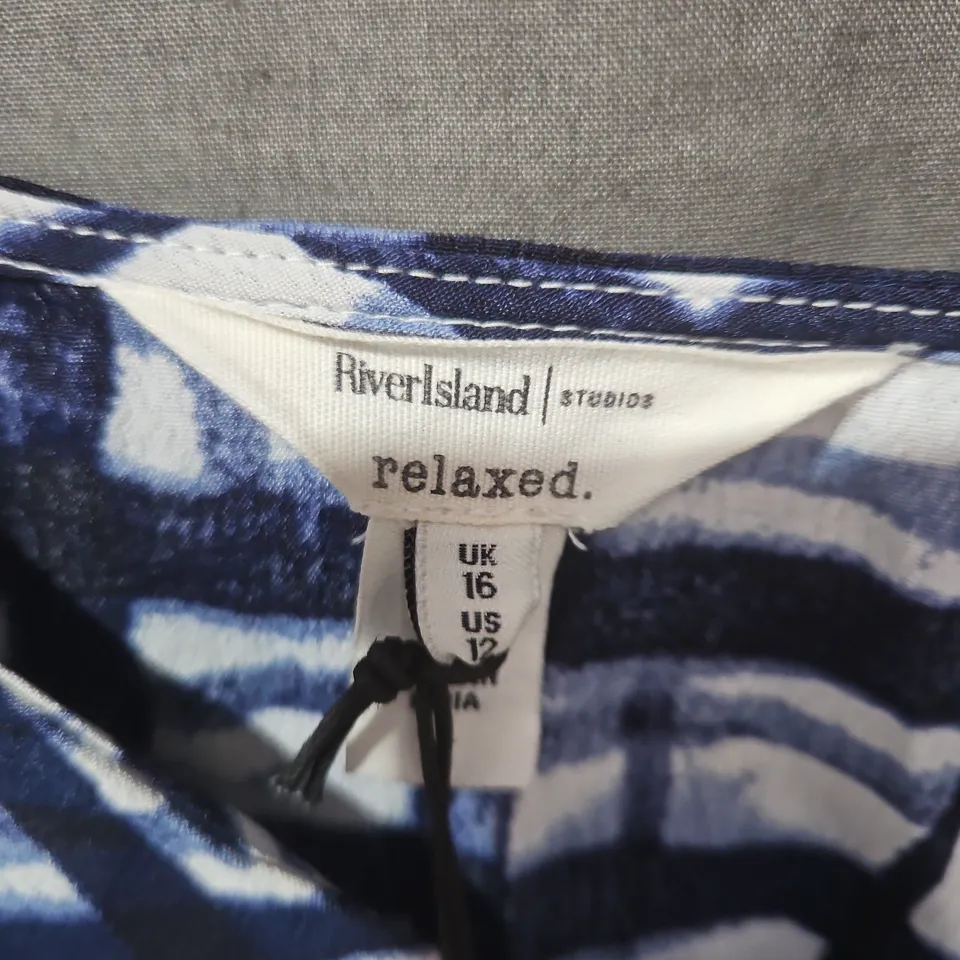 RiverIsland | STUDIOS
relaxed.
UK
16
US
12